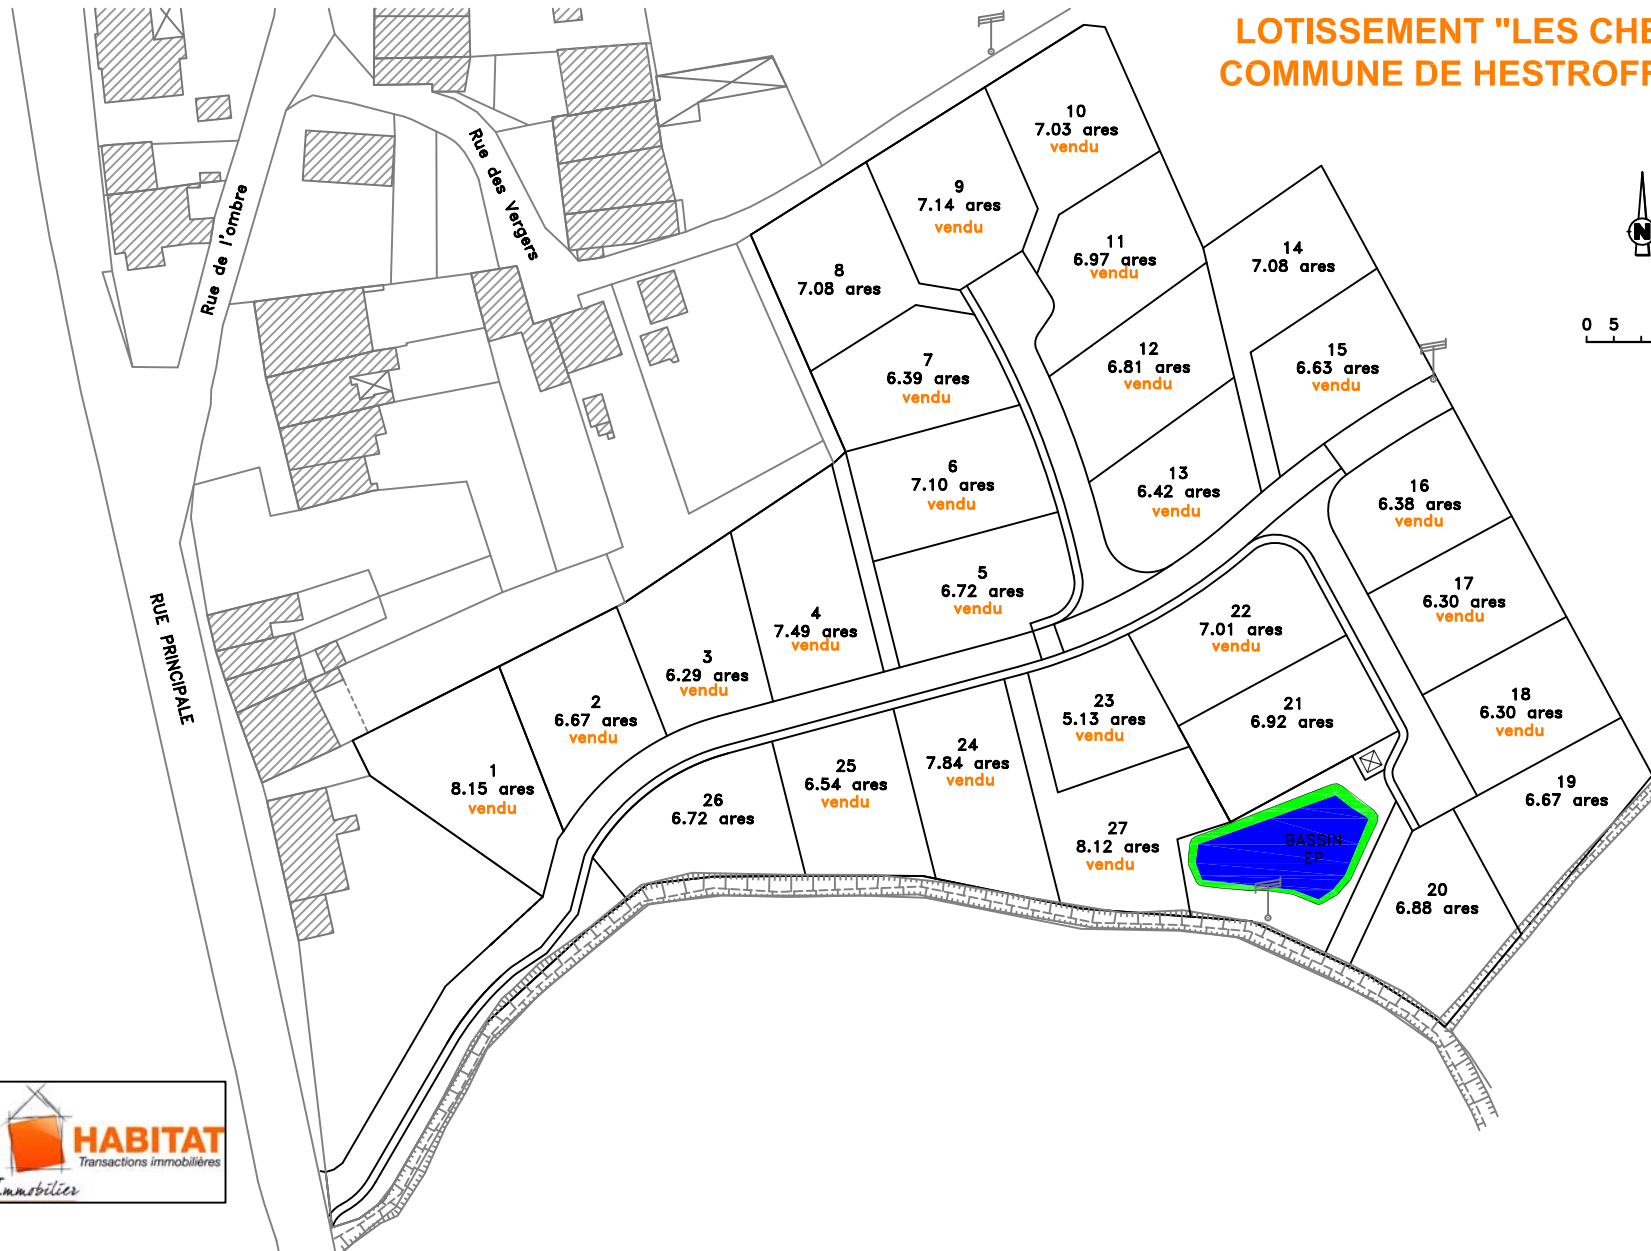 LOTISSEMENT "LES CHE
COMMUNE DE HESTROFF
10
7.03 ares
vendu
9
7.14 ares
vendu
11
6.97 ares
vendu
14
7.08 ares
N
8
7.08 ares
0 5
12
6.81 ares
vendu
15
6.63 ares
vendu
7
6.39 ares
vendu
6
7.10 ares
vendu
13
6.42 ares
vendu
16
6.38 ares
vendu
5
6.72 ares
vendu
17
6.30 ares
vendu
4
7.49 ares
vendu
22
7.01 ares
vendu
3
6.29 ares
vendu
2
6.67 ares
vendu
23
5.13 ares
vendu
21
6.92 ares
18
6.30 ares
vendu
1
8.15 ares
vendu
26
6.72 ares
25
6.54 ares
vendu
24
7.84 ares
vendu
19
6.67 ares
27
8.12 ares
vendu
BASSIN
EP
20
6.88 ares
Rue de l'ombre
Rue des Vergers
RUE PRINCIPALE
HABITAT
Transactions immobilières
Immobilier